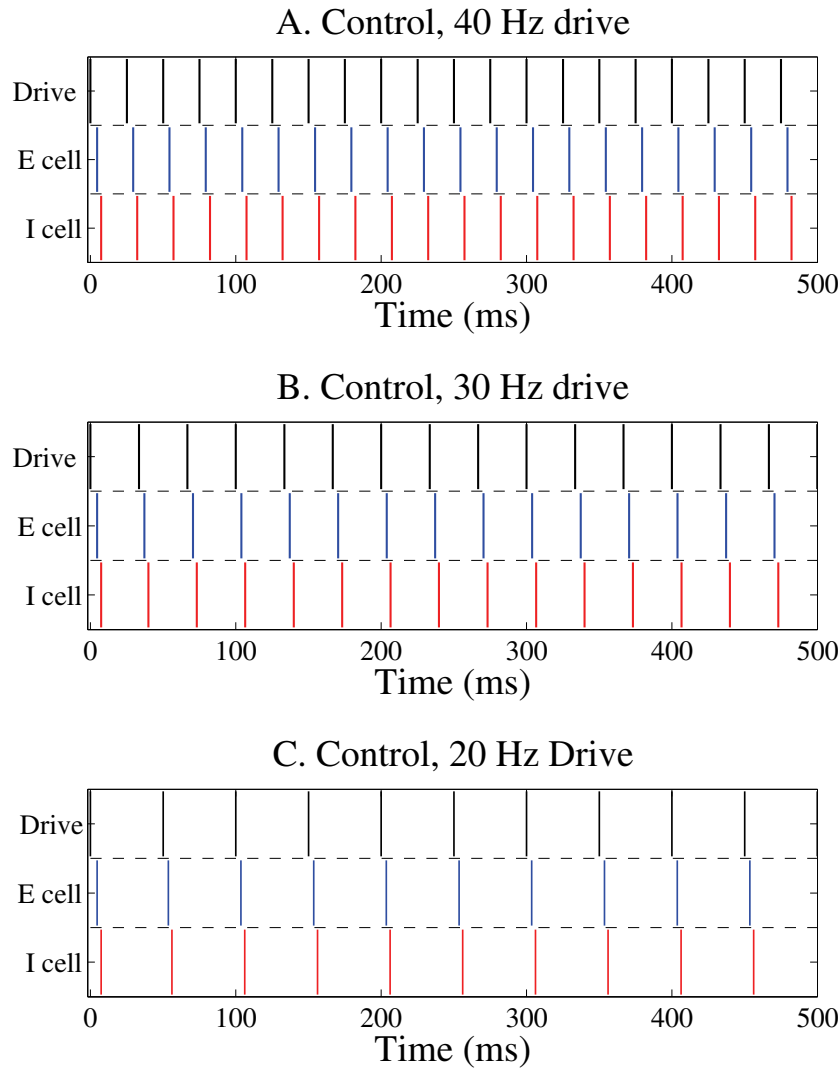 A. Control, 40 Hz drive
Drive
E cell
I cell
0 100 200 300 400 500
Time (ms)
B. Control, 30 Hz drive
Drive
E cell
I cell
0 100 200 300 400 500
Time (ms)
C. Control, 20 Hz Drive
Drive
E cell
I cell
0 100 200 300 400 500
Time (ms)